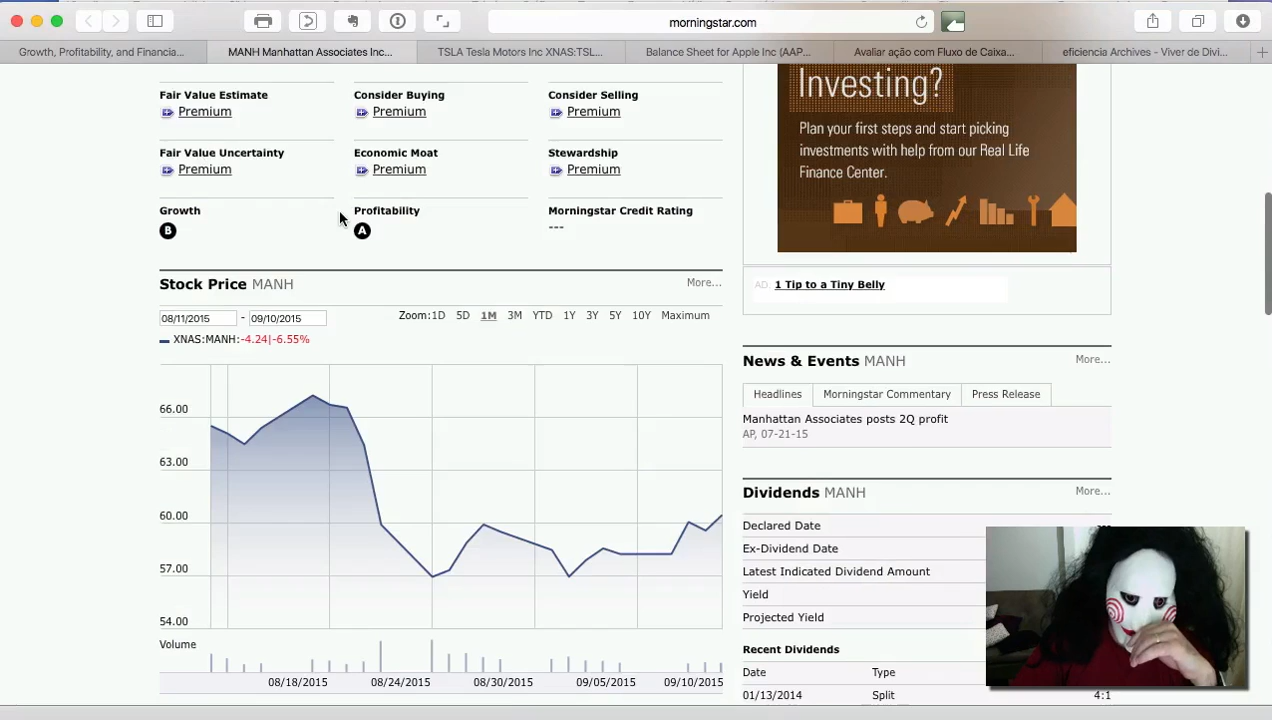 morningstar.com
Growth, Profitability, and Financia...
MANH Manhattan Associates Inc...
TSLA Tesla Motors Inc XNAS:TSL...
Balance Sheet for Apple Inc (AAP...
Avaliar ação com Fluxo de Caixa...
eficiencia Archives - Viver de Divi...
Fair Value Estimate
Premium
Consider Buying
Premium
Consider Selling
Premium
Fair Value Uncertainty
Premium
Economic Moat
Premium
Stewardship
Premium
Growth
B
Profitability
A
Morningstar Credit Rating
---
Stock Price MANH
More...
08/11/2015 - 09/10/2015
Zoom: 1D 5D 1M 3M YTD 1Y 3Y 5Y 10Y Maximum
XNAS:MANH:-4.24|-6.55%
66.00
63.00
60.00
57.00
54.00
Volume
08/18/2015 08/24/2015 08/30/2015 09/05/2015 09/10/2015
Investing?
Plan your first steps and start picking
investments with help from our Real Life
Finance Center.
AD. 1 Tip to a Tiny Belly
News & Events MANH
More...
Headlines
Morningstar Commentary
Press Release
Manhattan Associates posts 2Q profit
AP, 07-21-15
Dividends MANH
More...
Declared Date
Ex-Dividend Date
Latest Indicated Dividend Amount
Yield
Projected Yield
Recent Dividends
Date Type
01/13/2014 Split 4:1